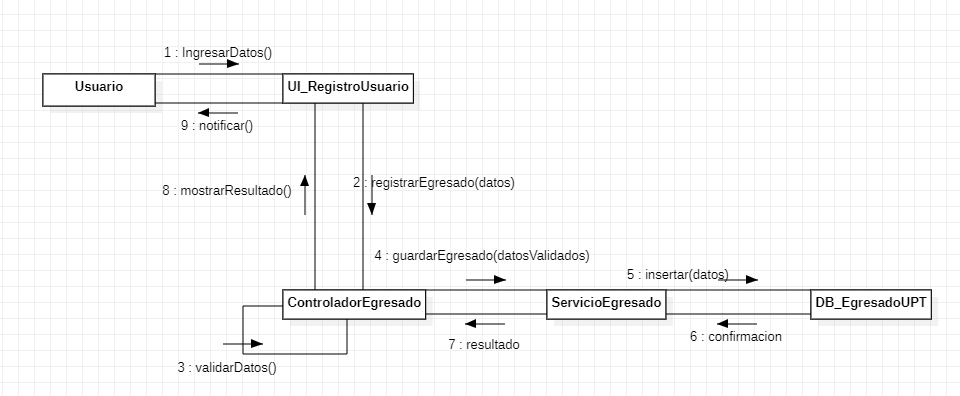 1 : IngresarDatos()
Usuario
UI_RegistroUsuario
9 : notificar()
8 : mostrarResultado()
2 : registrarEgresado(datos)
4 : guardarEgresado(datosValidados)
5 : insertar(datos)
ControladorEgresado
ServicioEgresado
DB_EgresadoUPT
6 : confirmacion
7 : resultado
3 : validarDatos()